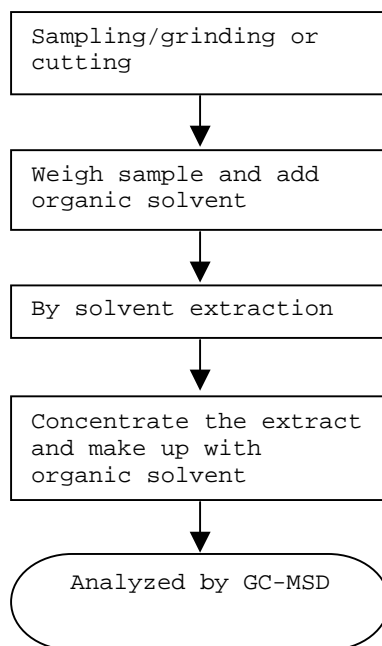 Sampling/grinding or
cutting
Weigh sample and add
organic solvent
By solvent extraction
Concentrate the extract
and make up with
organic solvent
Analyzed by GC-MSD